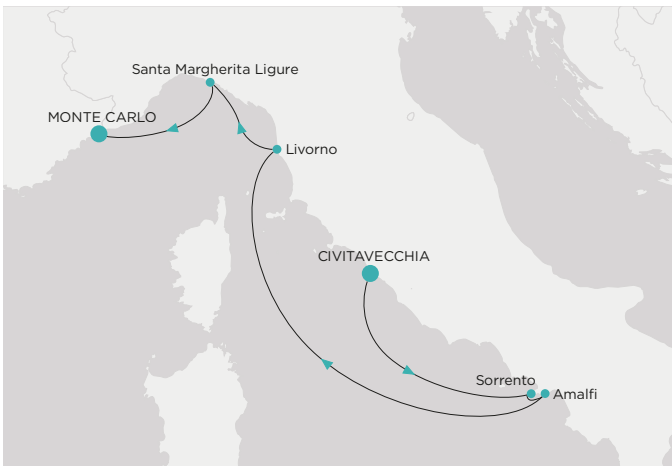 Santa Margherita Ligure
MONTE CARLO
Livorno
CIVITAVECCHIA
Sorrento
Amalfi